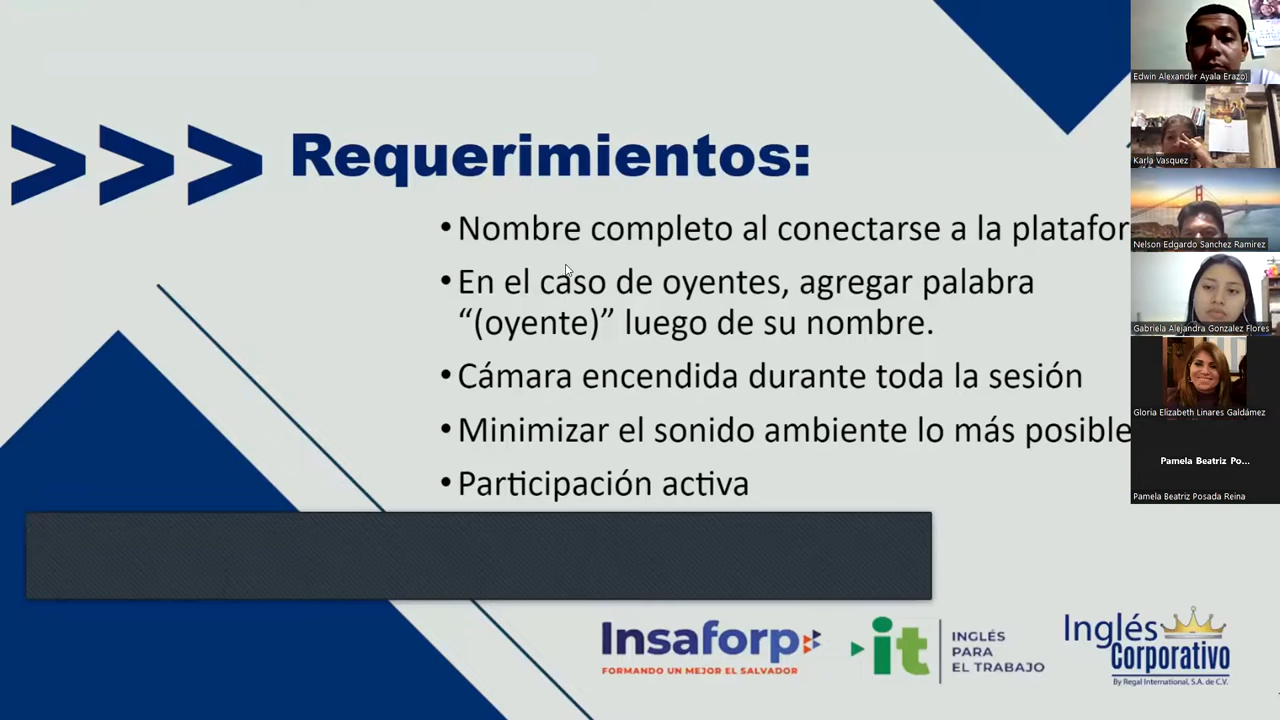 >>> Requerimientos:
• Nombre completo al conectarse a la platafor
• En el caso de oyentes, agregar palabra
“(oyente)” luego de su nombre.
• Cámara encendida durante toda la sesión
• Minimizar el sonido ambiente lo más posible
• Participación activa
Insaforp
FORMANDO UN MEJOR EL SALVADOR
it
INGLÉS
PARA
EL TRABAJO
Inglés
Corporativo
By Regal International, S.A. de C.V.
Edwin Alexander Ayala Erazo
Karla Vasquez
Nelson Edgardo Sanchez Ramirez
Gabriela Alejandra Gonzalez Flores
Gloria Elizabeth Linares Galdámez
Pamela Beatriz Po...
Pamela Beatriz Posada Reina